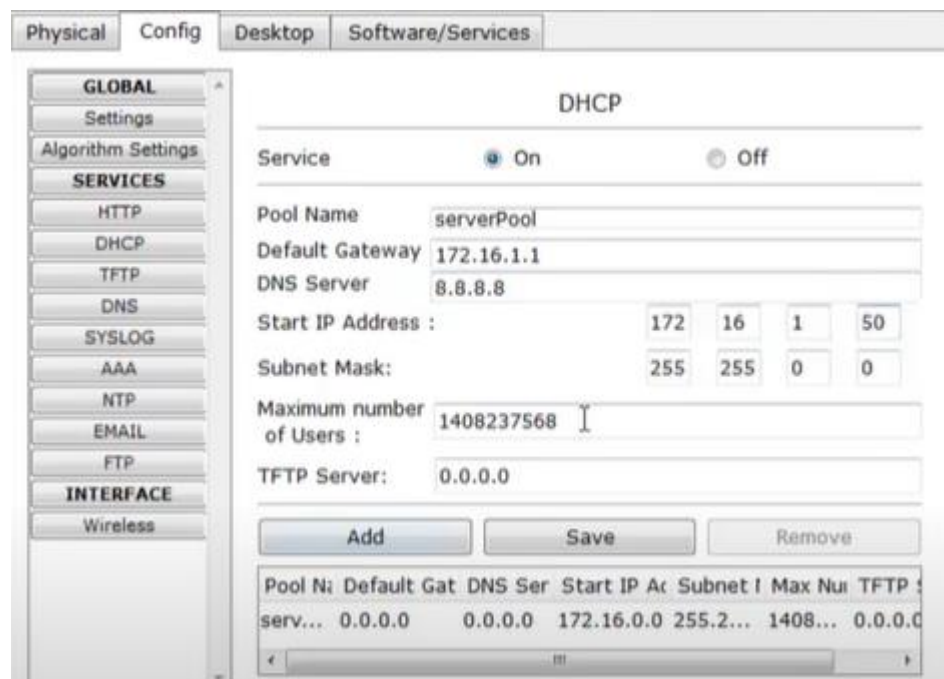 Physical Config Desktop Software/Services
GLOBAL
Settings
Algorithm Settings
SERVICES
HTTP
DHCP
TFTP
DNS
SYSLOG
AAA
NTP
EMAIL
FTP
INTERFACE
Wireless
DHCP
Service On Off
Pool Name serverPool
Default Gateway 172.16.1.1
DNS Server 8.8.8.8
Start IP Address : 172 16 1 50
Subnet Mask: 255 255 0 0
Maximum number
of Users : 1408237568
TFTP Server: 0.0.0.0
Add Save Remove
Pool Na Default Gat DNS Ser Start IP Ac Subnet M Max Nu TFTP S
serv... 0.0.0.0 0.0.0.0 172.16.0.0 255.2... 1408... 0.0.0.0